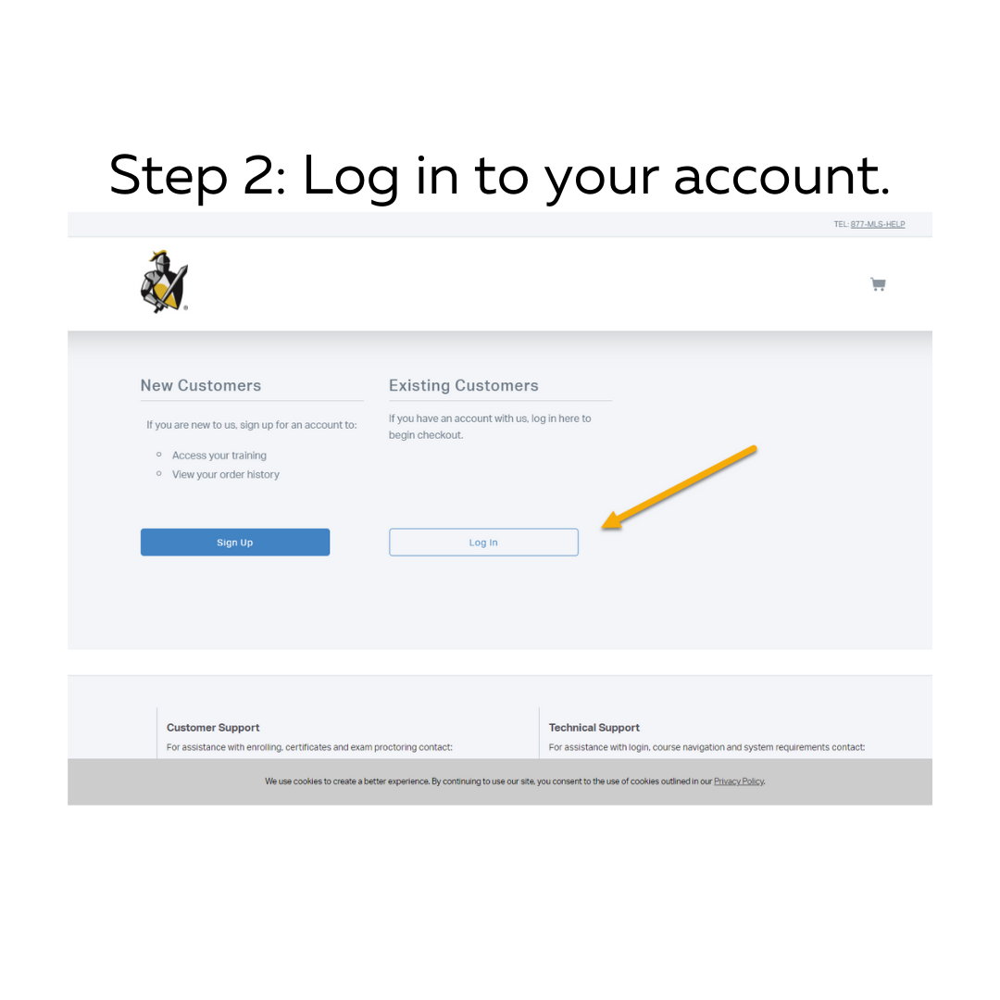 Step 2: Log in to your account.
TEL: 877-MLS-HELP
®
New Customers
If you are new to us, sign up for an account to:
Access your training
View your order history
Sign Up
Existing Customers
If you have an account with us, log in here to
begin checkout.
Log In
Customer Support
For assistance with enrolling, certificates and exam proctoring contact:
Technical Support
For assistance with login, course navigation and system requirements contact:
We use cookies to create a better experience. By continuing to use our site, you consent to the use of cookies outlined in our Privacy Policy.